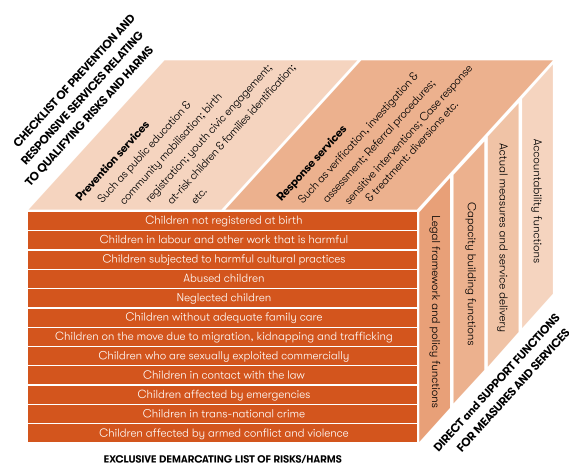 CHECKLIST OF PREVENTION AND
RESPONSIVE SERVICES RELATING
TO QUALIFYING RISKS AND HARMS
Prevention services
Such as public education &
community mobilisation; birth
registration; youth civic engagement;
at-risk children & families identification;
etc.
Response services
Such as verification, investigation &
assessment; Referral procedures;
sensitive interventions; Case response
& treatment: diversions etc.
Children not registered at birth
Children in labour and other work that is harmful
Children subjected to harmful cultural practices
Abused children
Neglected children
Children without adequate family care
Children on the move due to migration, kidnapping and trafficking
Children who are sexually exploited commercially
Children in contact with the law
Children affected by emergencies
Children in trans-national crime
Children affected by armed conflict and violence
Legal framework and policy functions
Capacity building functions
Actual measures and service delivery
Accountability functions
DIRECT and SUPPORT FUNCTIONS
FOR MEASURES AND SERVICES
EXCLUSIVE DEMARCATING LIST OF RISKS/HARMS